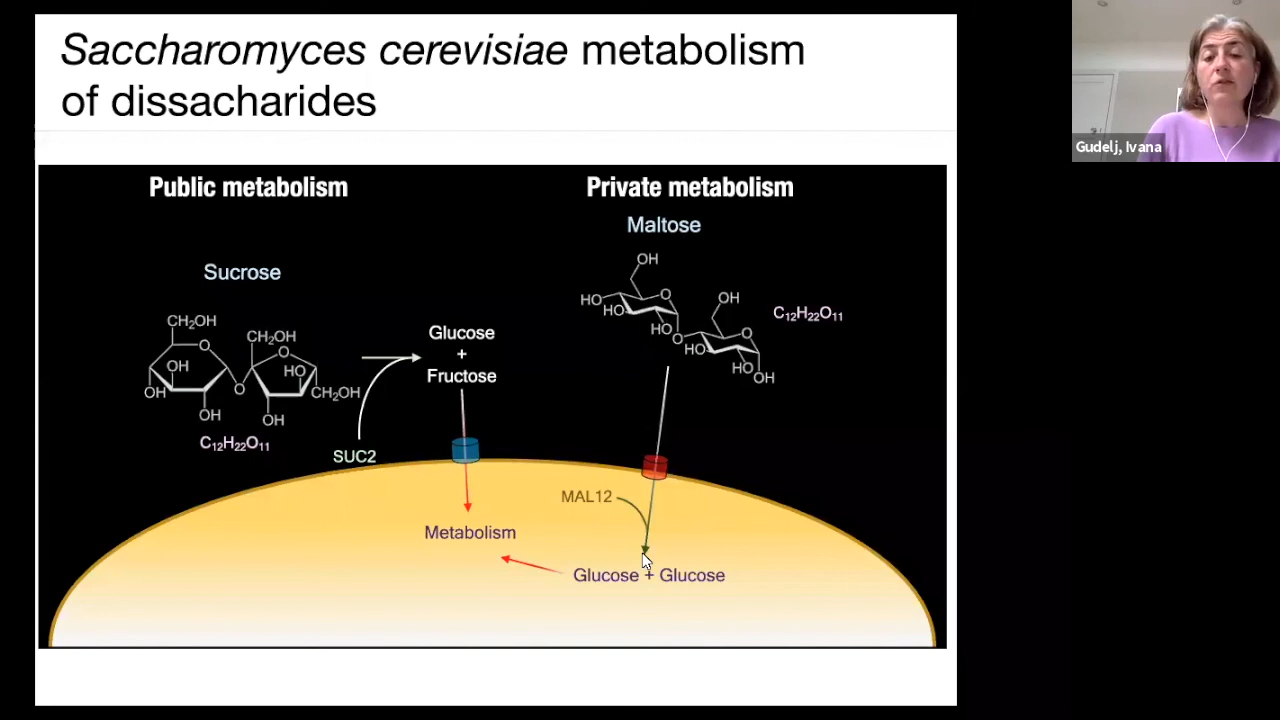 Saccharomyces cerevisiae metabolism
of dissacharides
Gudelj, Ivana
Public metabolism
Private metabolism
Maltose
Sucrose
OH
HO
O
HO
HO
O
OH
O
HO
HO
OH
C₁₂H₂₂O₁₁
CH₂OH
O
OH
OH
OH
O
CH₂OH
O
HO
CH₂OH
OH
C₁₂H₂₂O₁₁
Glucose
+
Fructose
SUC2
MAL12
Metabolism
Glucose + Glucose